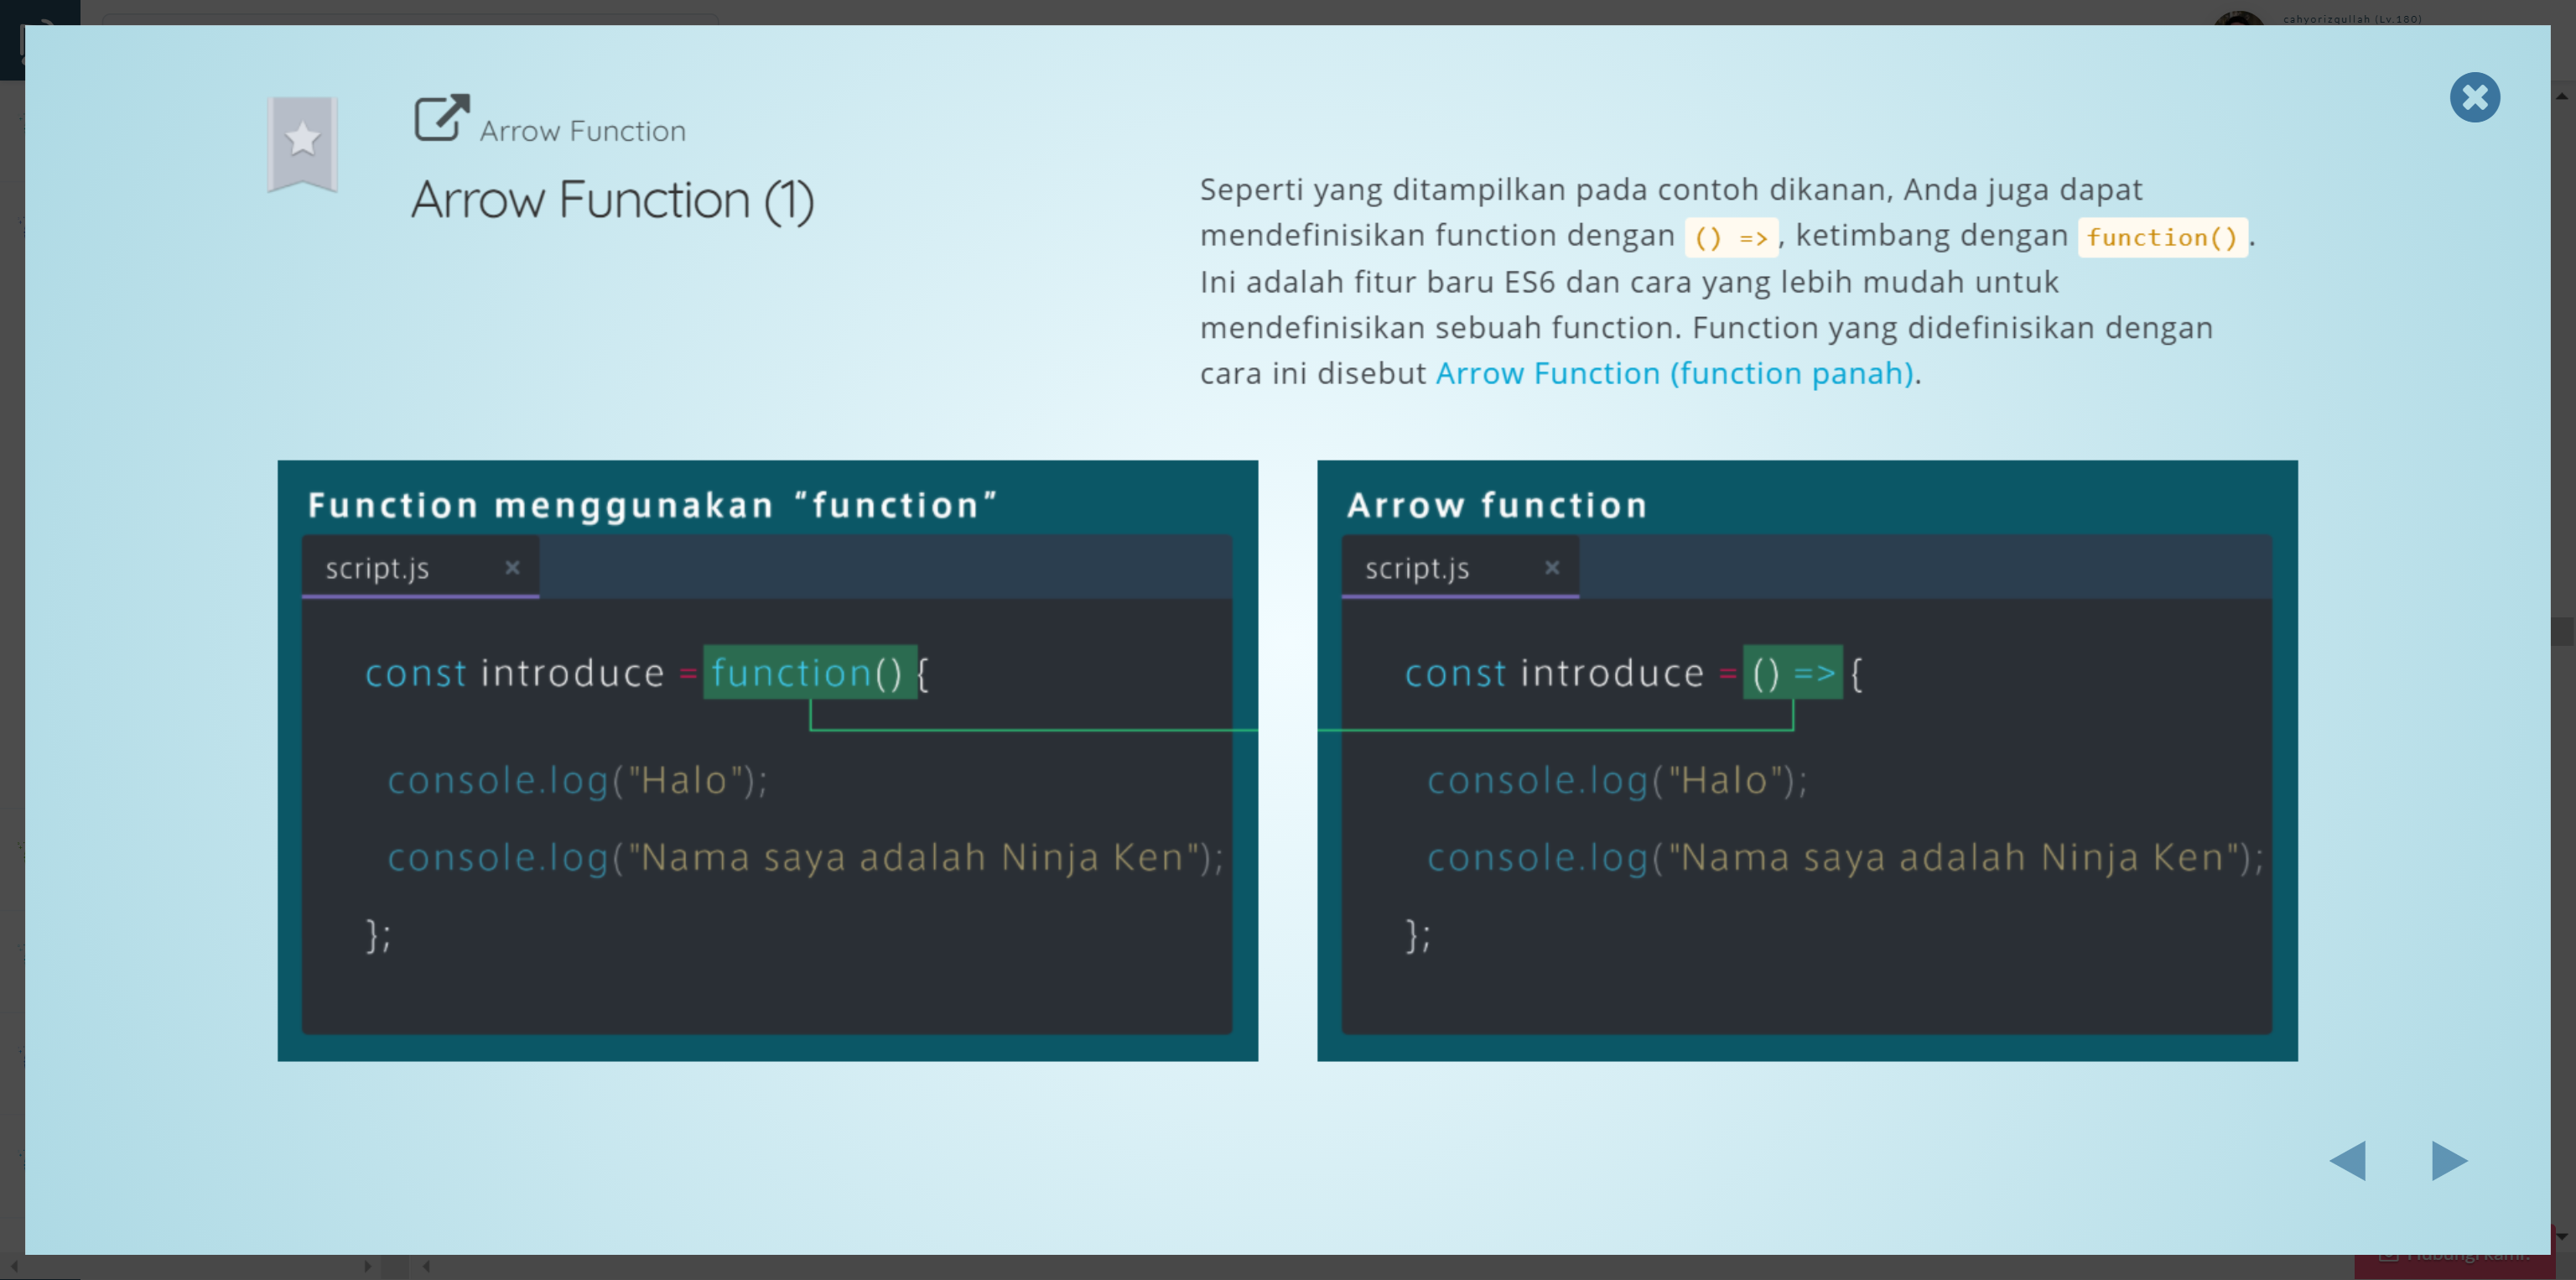 cahyorizqullah (Lv.180)
Arrow Function
Arrow Function (1)
Seperti yang ditampilkan pada contoh dikanan, Anda juga dapat
mendefinisikan function dengan () => , ketimbang dengan function() .
Ini adalah fitur baru ES6 dan cara yang lebih mudah untuk
mendefinisikan sebuah function. Function yang didefinisikan dengan
cara ini disebut Arrow Function (function panah).
Function menggunakan “function”
script.js ×
const introduce = function() {
console.log("Halo");
console.log("Nama saya adalah Ninja Ken");
};
Arrow function
script.js ×
const introduce = () => {
console.log("Halo");
console.log("Nama saya adalah Ninja Ken");
};